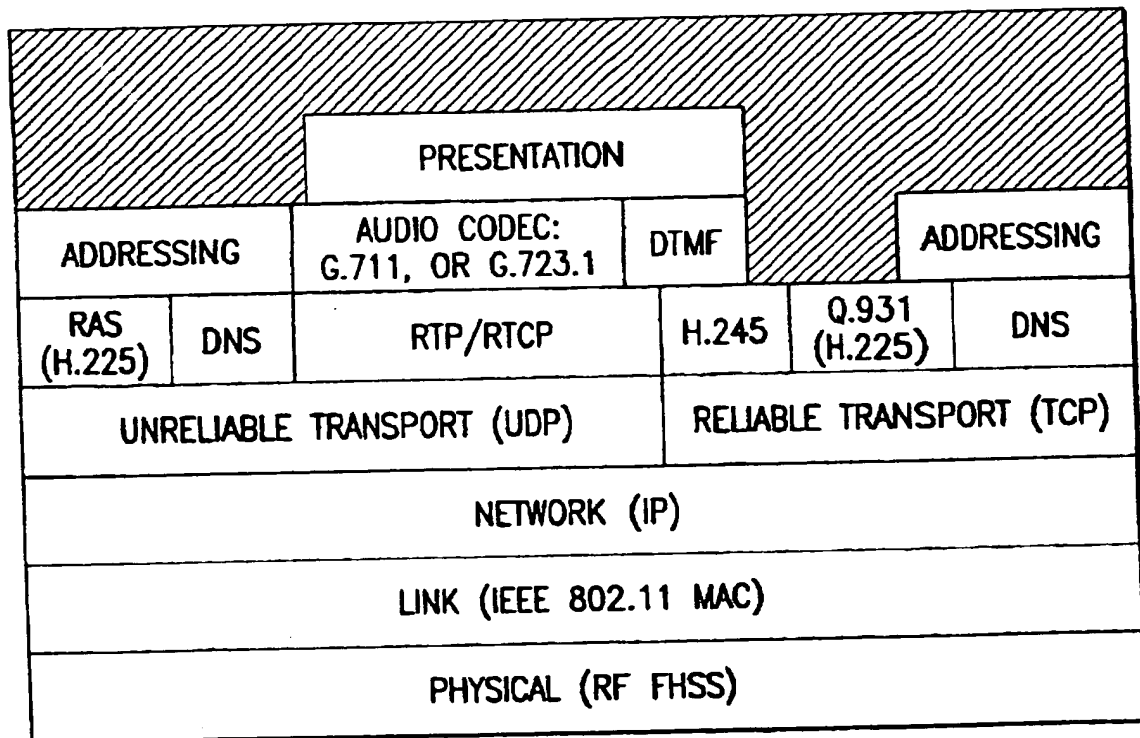 PRESENTATION
ADDRESSING
AUDIO CODEC:
G.711, OR G.723.1
DTMF
ADDRESSING
RAS
(H.225)
DNS
RTP/RTCP
H.245
Q.931
(H.225)
DNS
UNRELIABLE TRANSPORT (UDP)
RELIABLE TRANSPORT (TCP)
NETWORK (IP)
LINK (IEEE 802.11 MAC)
PHYSICAL (RF FHSS)